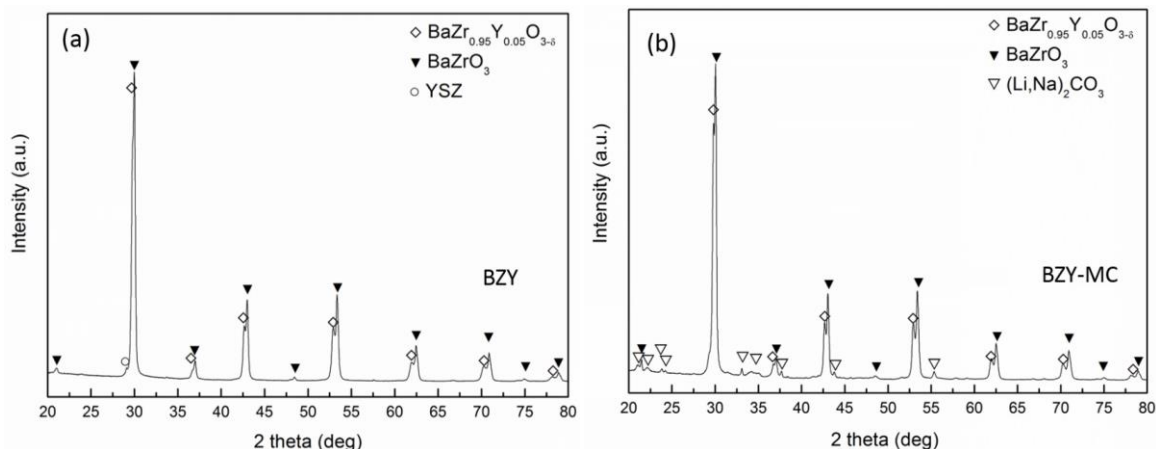 (a)
◇ BaZr0.95Y0.05O3-δ
▼ BaZrO3
○ YSZ
Intensity (a.u.)
BZY
20 25 30 35 40 45 50 55 60 65 70 75 80
2 theta (deg)
(b)
◇ BaZr0.95Y0.05O3-δ
▼ BaZrO3
▽ (Li,Na)2CO3
Intensity (a.u.)
BZY-MC
20 25 30 35 40 45 50 55 60 65 70 75 80
2 theta (deg)